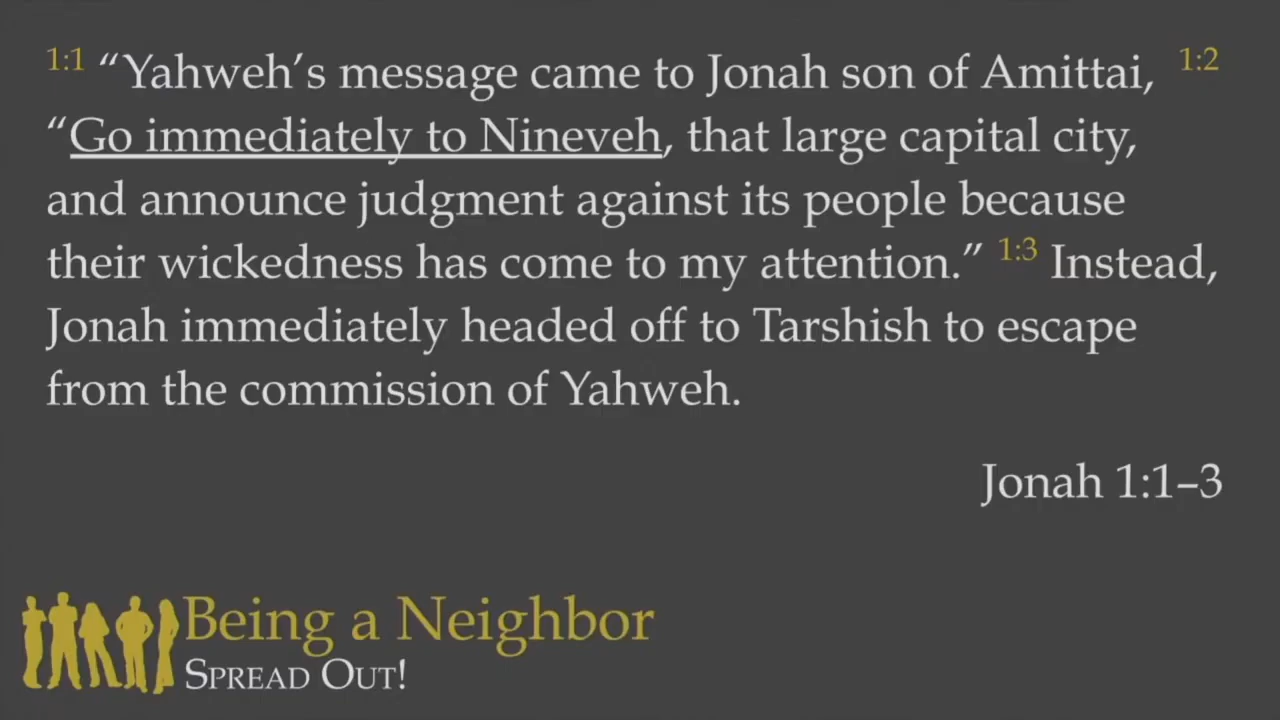 1:1 “Yahweh’s message came to Jonah son of Amittai, 1:2
“Go immediately to Nineveh, that large capital city,
and announce judgment against its people because
their wickedness has come to my attention.” 1:3 Instead,
Jonah immediately headed off to Tarshish to escape
from the commission of Yahweh.
Jonah 1:1–3
Being a Neighbor
SPREAD OUT!